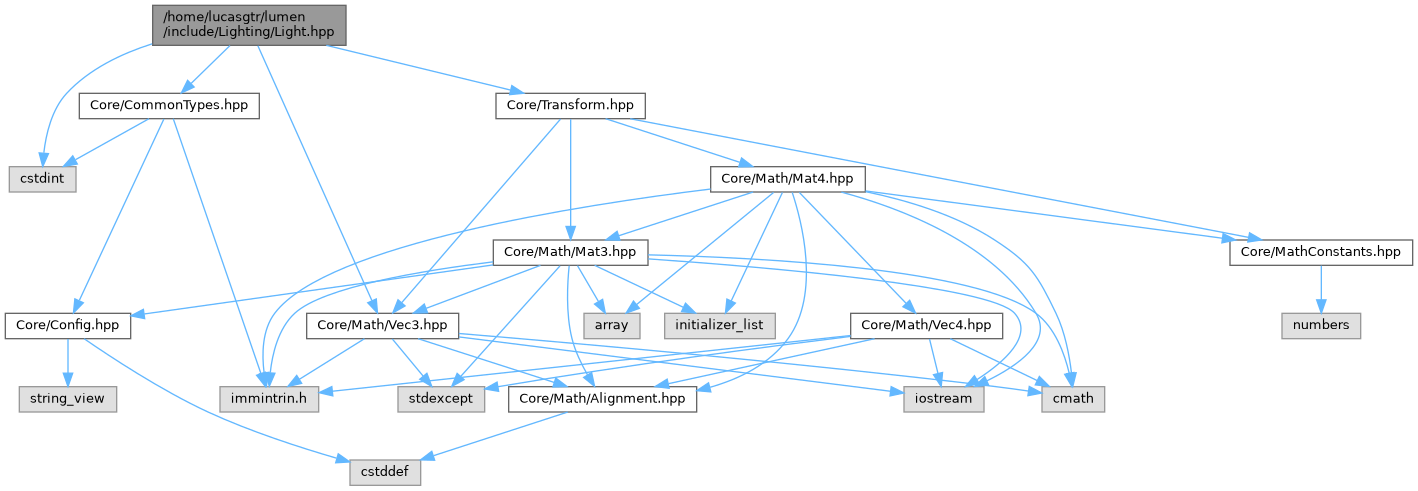 /home/lucasgtr/lumen
/include/Lighting/Light.hpp
Core/CommonTypes.hpp
Core/Transform.hpp
cstdint
Core/Math/Mat4.hpp
Core/Math/Mat3.hpp
Core/MathConstants.hpp
Core/Config.hpp
Core/Math/Vec3.hpp
array
initializer_list
Core/Math/Vec4.hpp
numbers
string_view
immintrin.h
stdexcept
Core/Math/Alignment.hpp
iostream
cmath
cstddef